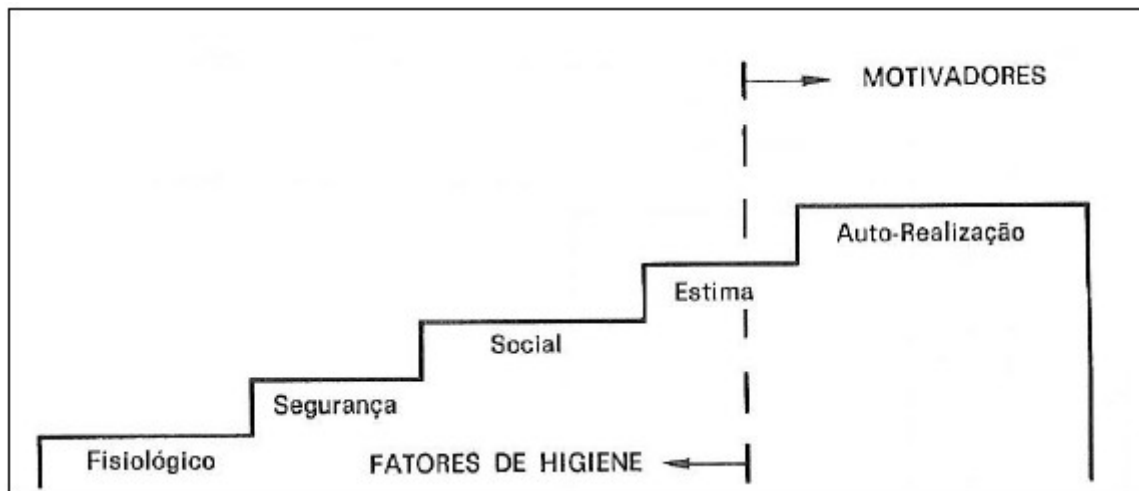 MOTIVADORES
Auto-Realização
Estima
Social
Segurança
Fisiológico
FATORES DE HIGIENE